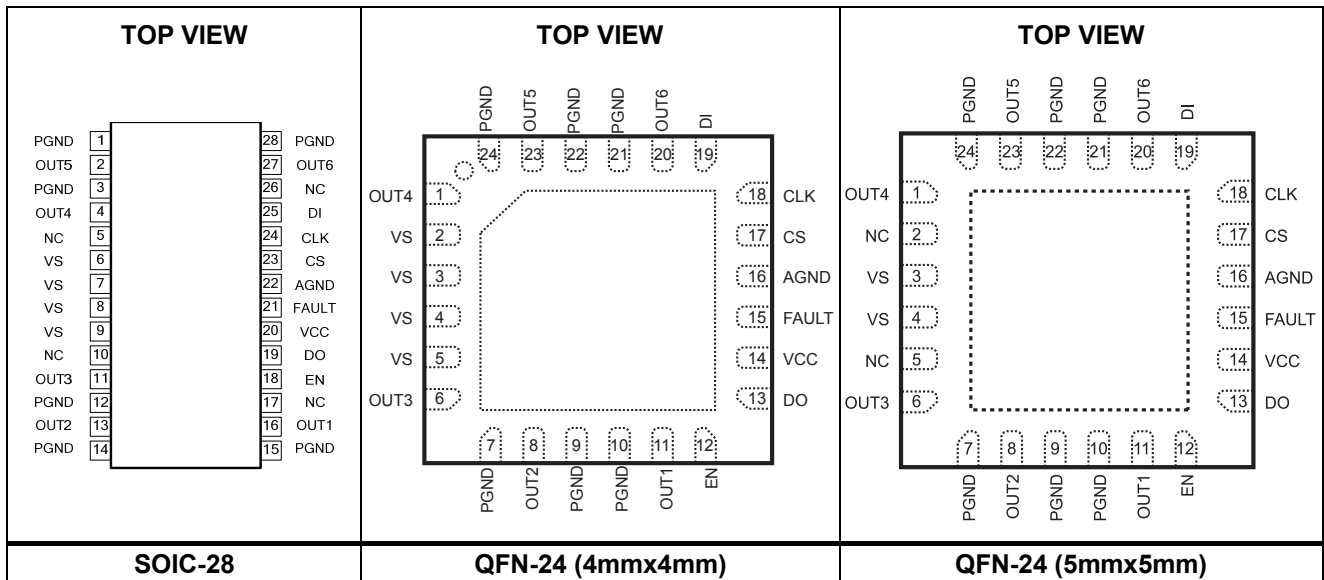 TOP VIEW
PGND 1 28 PGND
OUT5 2 27 OUT6
PGND 3 26 NC
OUT4 4 25 DI
NC 5 24 CLK
VS 6 23 CS
VS 7 22 AGND
VS 8 21 FAULT
VS 9 20 VCC
NC 10 19 DO
OUT3 11 18 EN
PGND 12 17 NC
OUT2 13 16 OUT1
PGND 14 15 PGND
SOIC-28
TOP VIEW
PGND OUT5 PGND PGND OUT6 DI
24 23 22 21 20 19
OUT4 1 18 CLK
VS 2 17 CS
VS 3 16 AGND
VS 4 15 FAULT
VS 5 14 VCC
OUT3 6 13 DO
7 8 9 10 11 12
PGND OUT2 PGND PGND OUT1 EN
QFN-24 (4mmx4mm)
TOP VIEW
PGND OUT5 PGND PGND OUT6 DI
24 23 22 21 20 19
OUT4 1 18 CLK
NC 2 17 CS
VS 3 16 AGND
VS 4 15 FAULT
NC 5 14 VCC
OUT3 6 13 DO
7 8 9 10 11 12
PGND OUT2 PGND PGND OUT1 EN
QFN-24 (5mmx5mm)